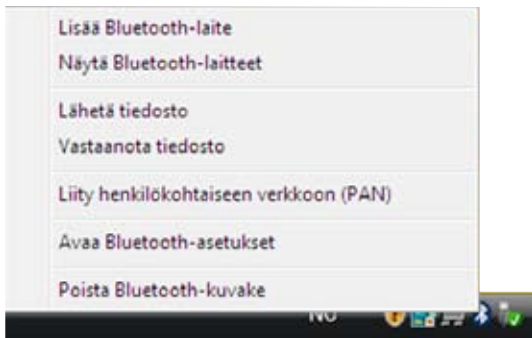 Lisää Bluetooth-laite
Näytä Bluetooth-laitteet
Lähetä tiedosto
Vastaanota tiedosto
Liity henkilökohtaiseen verkkoon (PAN)
Avaa Bluetooth-asetukset
Poista Bluetooth-kuvake